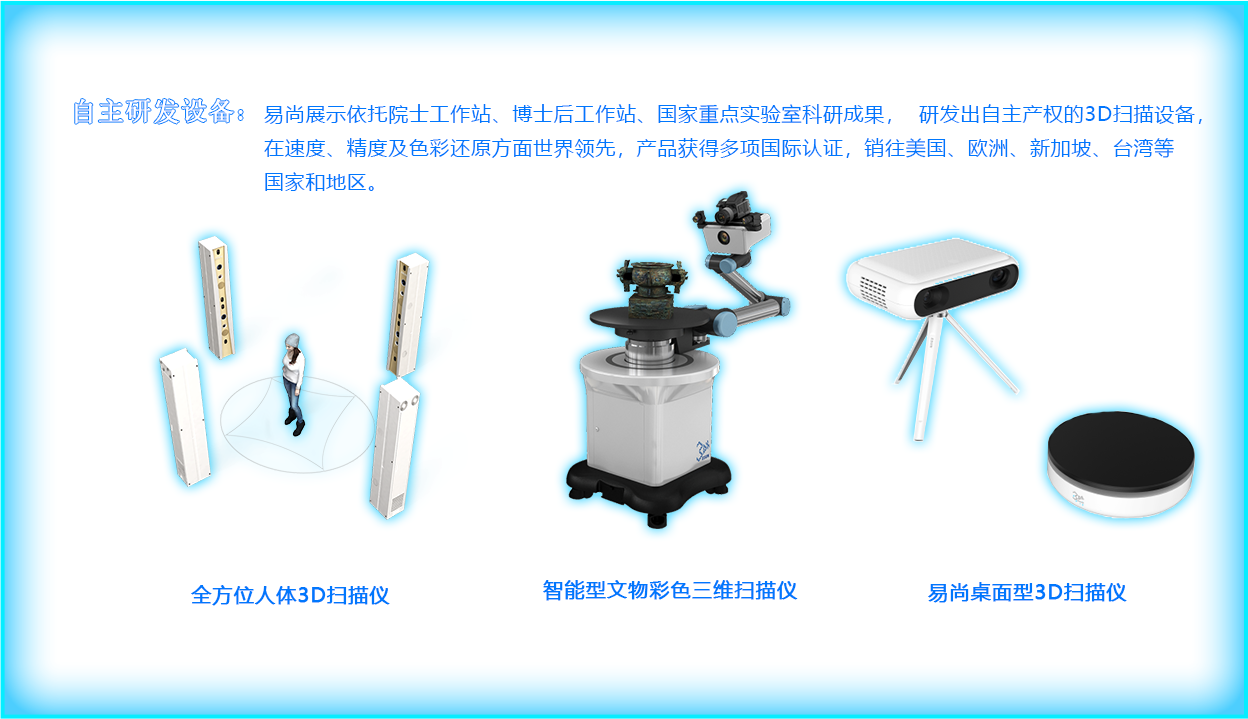 自主研发设备：
易尚展示依托院士工作站、博士后工作站、国家重点实验室科研成果， 研发出自主产权的3D扫描设备，
在速度、精度及色彩还原方面世界领先，产品获得多项国际认证，销往美国、欧洲、新加坡、台湾等
国家和地区。
全方位人体3D扫描仪
智能型文物彩色三维扫描仪
易尚桌面型3D扫描仪